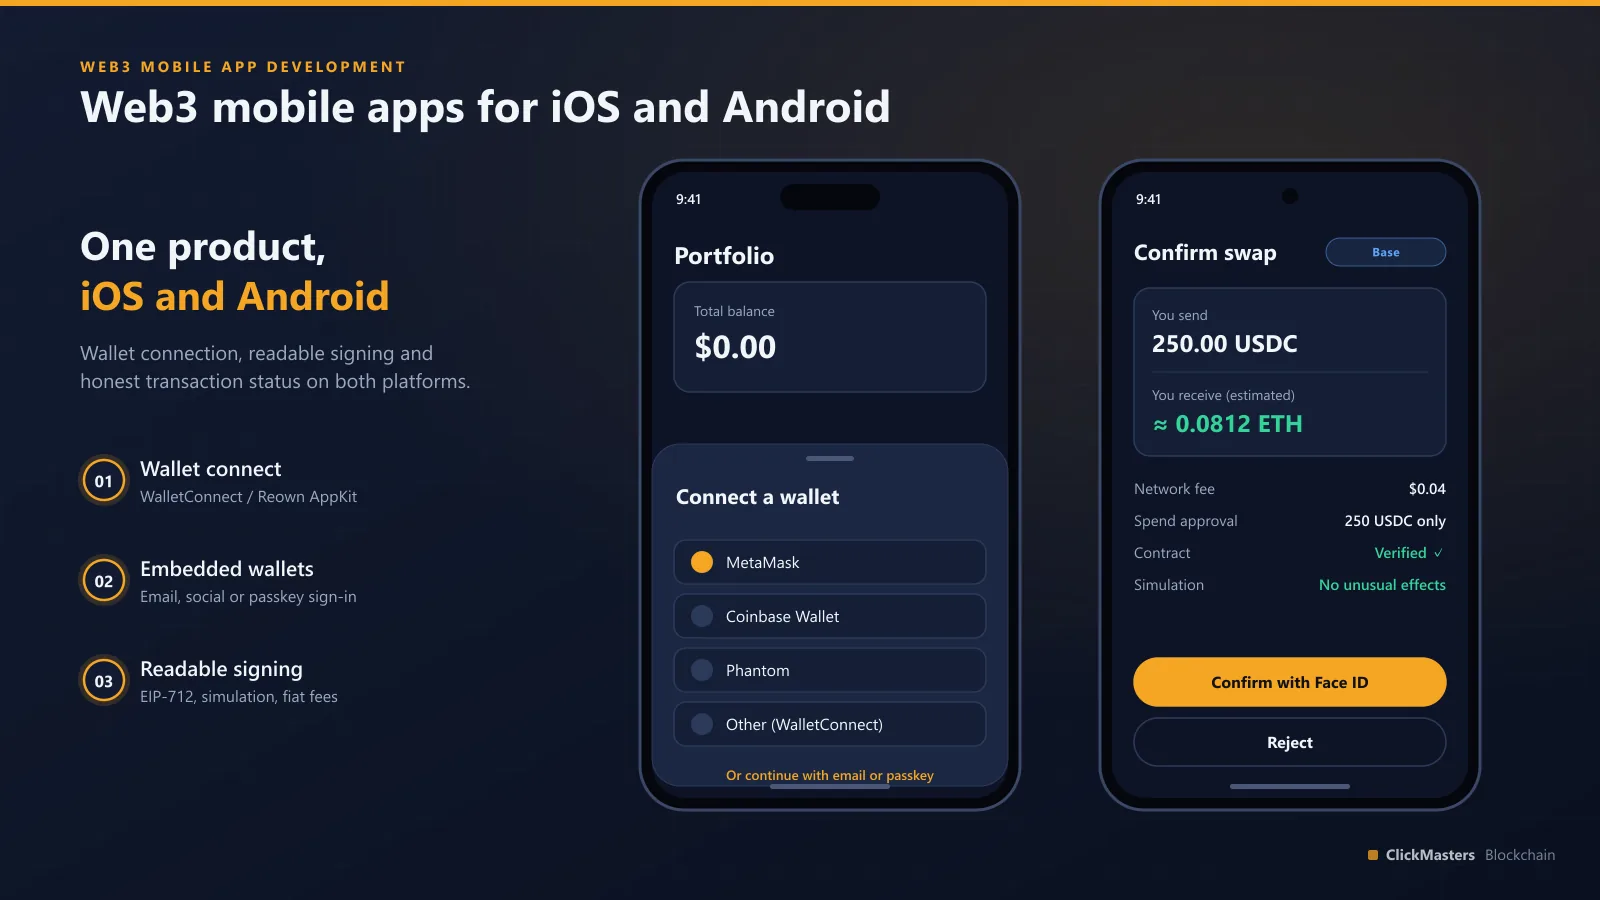 WEB3 MOBILE APP DEVELOPMENT
Web3 mobile apps for iOS and Android
One product,
iOS and Android
Wallet connection, readable signing and
honest transaction status on both platforms.
01
Wallet connect
WalletConnect / Reown AppKit
02
Embedded wallets
Email, social or passkey sign-in
03
Readable signing
EIP-712, simulation, fiat fees
9:41
Portfolio
Total balance
$0.00
Connect a wallet
MetaMask
Coinbase Wallet
Phantom
Other (WalletConnect)
Or continue with email or passkey
9:41
Confirm swap
Base
You send
250.00 USDC
You receive (estimated)
≈ 0.0812 ETH
Network fee $0.04
Spend approval 250 USDC only
Contract Verified ✓
Simulation No unusual effects
Confirm with Face ID
Reject
ClickMasters Blockchain